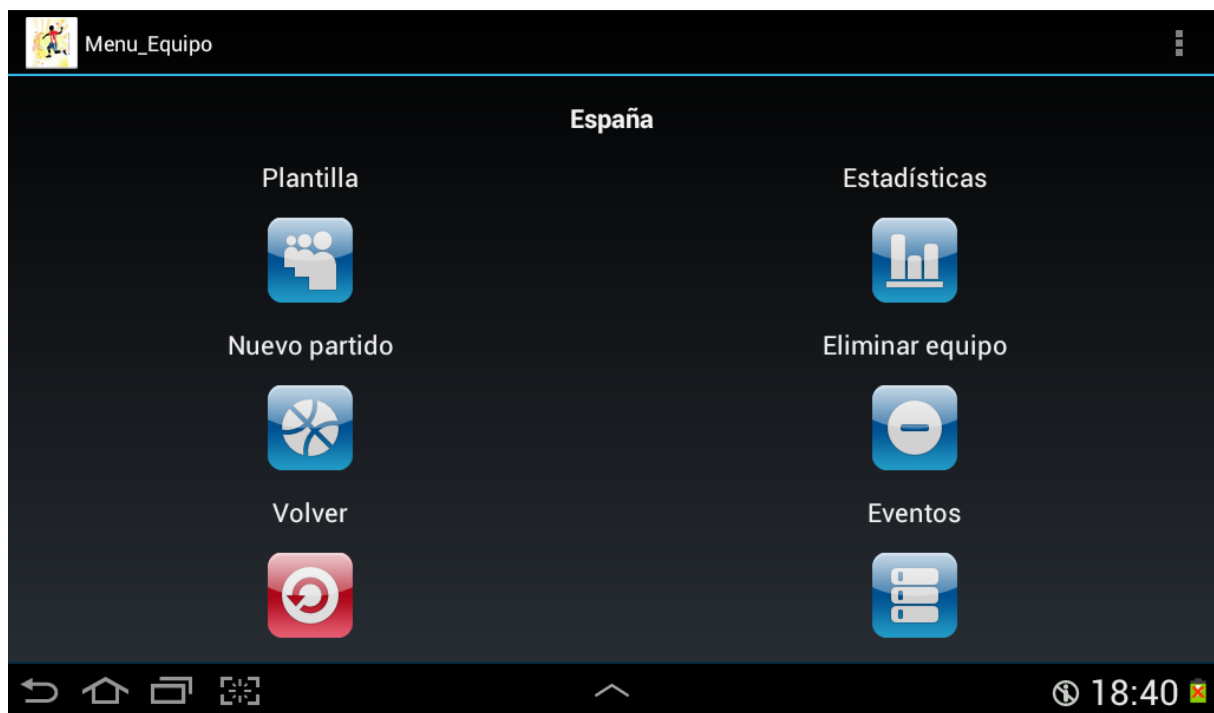 Menu_Equipo
España
Plantilla
Estadísticas
Nuevo partido
Eliminar equipo
Volver
Eventos
18:40